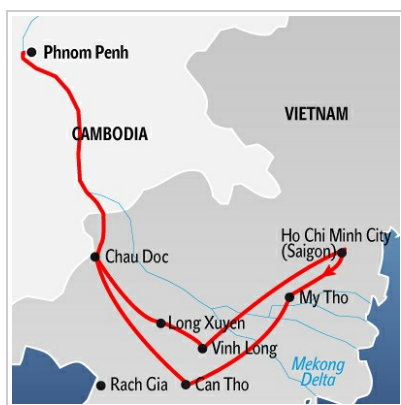 Phnom Penh
VIETNAM
CAMBODIA
Ho Chi Minh City
(Saigon)
Chau Doc
My Tho
Long Xuyen
Vinh Long
Mekong
Delta
Rach Gia
Can Tho